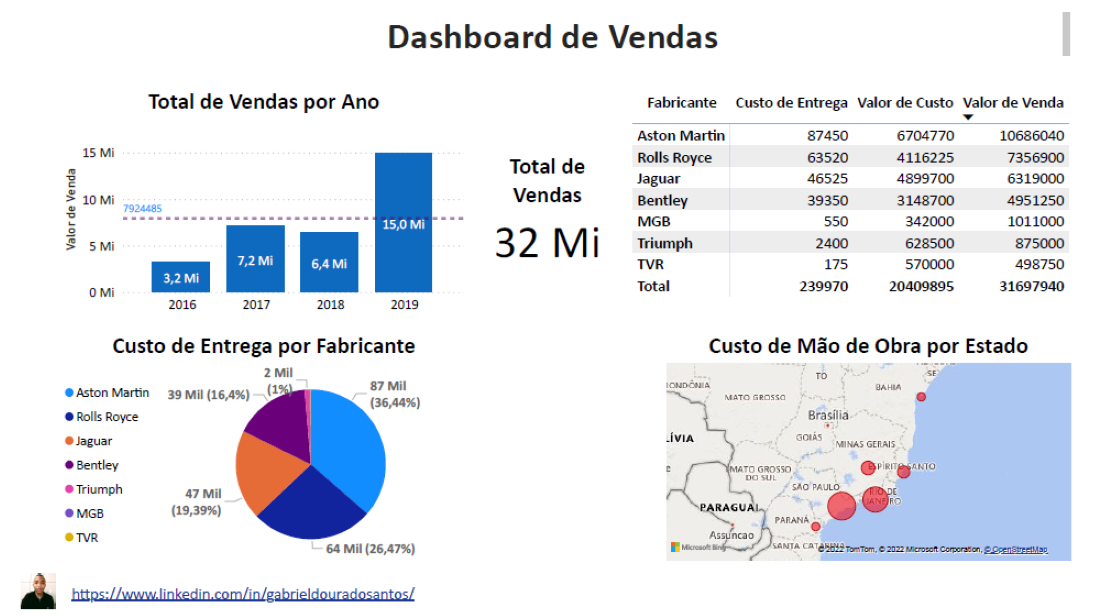 Dashboard de Vendas
Total de Vendas por Ano
Valor de Venda
15 Mi
10 Mi
5 Mi
0 Mi
7924485
3,2 Mi
7,2 Mi
6,4 Mi
15,0 Mi
2016 2017 2018 2019
Total de
Vendas
32 Mi
Fabricante Custo de Entrega Valor de Custo Valor de Venda
Aston Martin 87450 6704770 10686040
Rolls Royce 63520 4116225 7356900
Jaguar 46525 4899700 6319000
Bentley 39350 3148700 4951250
MGB 550 342000 1011000
Triumph 2400 628500 875000
TVR 175 570000 498750
Total 239970 20409895 31697940
Custo de Entrega por Fabricante
Aston Martin
Rolls Royce
Jaguar
Bentley
Triumph
MGB
TVR
2 Mil
(1%)
39 Mil (16,4%)
87 Mil
(36,44%)
47 Mil
(19,39%)
64 Mil (26,47%)
Custo de Mão de Obra por Estado
TO
SE
RONDÔNIA
BAHIA
MATO GROSSO
Brasília
LÍVIA
GOIÁS
MINAS GERAIS
MATO GROSSO
DO SUL
ESPÍRITO SANTO
SÃO PAULO
RIO DE
JANEIRO
PARAGUAI
PARANÁ
Assuncao
SANTA CATARINA
Microsoft Bing
© 2022 TomTom, © 2022 Microsoft Corporation, © OpenStreetMap
https://www.linkedin.com/in/gabrieldouradosantos/